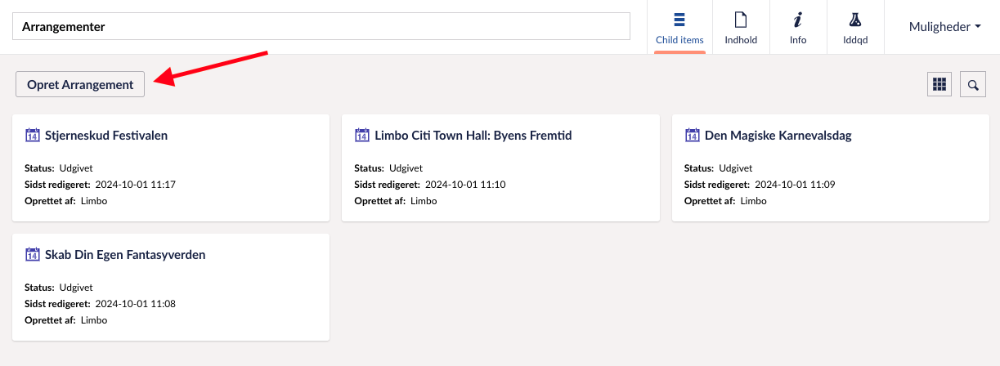 Arrangementer
Child items
Indhold
Info
Iddqd
Muligheder
Opret Arrangement
14 Stjerneskud Festivalen
Status: Udgivet
Sidst redigeret: 2024-10-01 11:17
Oprettet af: Limbo
14 Limbo Citi Town Hall: Byens Fremtid
Status: Udgivet
Sidst redigeret: 2024-10-01 11:10
Oprettet af: Limbo
14 Den Magiske Karnevalsdag
Status: Udgivet
Sidst redigeret: 2024-10-01 11:09
Oprettet af: Limbo
14 Skab Din Egen Fantasyverden
Status: Udgivet
Sidst redigeret: 2024-10-01 11:08
Oprettet af: Limbo